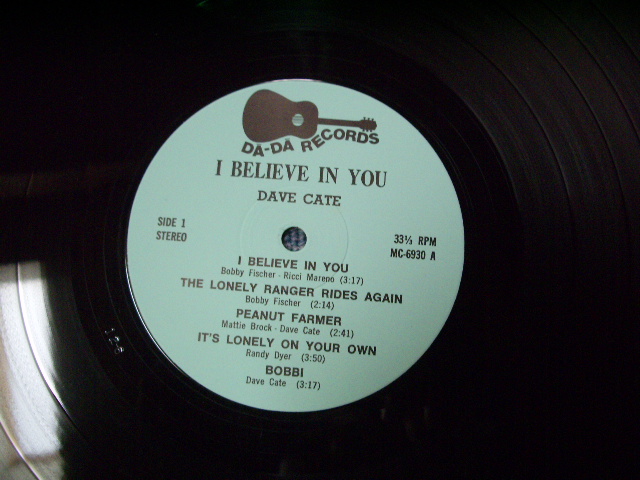 DA-DA RECORDS
I BELIEVE IN YOU
DAVE CATE
SIDE 1
STEREO
33⅓ RPM
MC-6930 A
I BELIEVE IN YOU
Bobby Fischer - Ricci Mareno (3:17)
THE LONELY RANGER RIDES AGAIN
Bobby Fischer (2:14)
PEANUT FARMER
Mattie Brock - Dave Cate (2:41)
IT'S LONELY ON YOUR OWN
Randy Dyer (3:50)
BOBBI
Dave Cate (3:17)